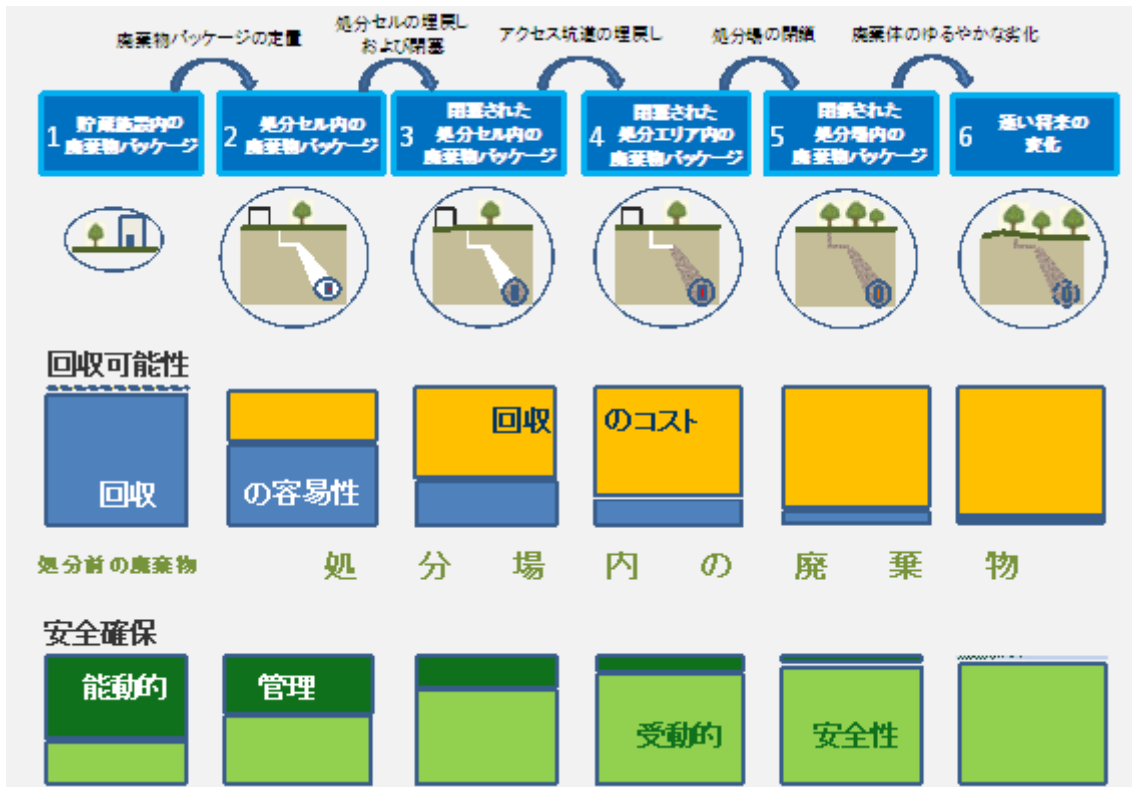 廃棄物パッケージの定置
処分セルの埋戻し
および閉塞
アクセス坑道の埋戻し
処分場の閉鎖
廃棄体のゆるやかな劣化
1 貯蔵施設内の
廃棄物パッケージ
2 処分セル内の
廃棄物パッケージ
3 閉塞された
処分セル内の
廃棄物パッケージ
4 閉塞された
処分エリア内の
廃棄物パッケージ
5 閉鎖された
処分場内の
廃棄物パッケージ
6 遠い将来の
変化
回収可能性
回収のコスト
回収の容易性
処分前の廃棄物
処分場内の廃棄物
安全確保
能動的管理
受動的安全性